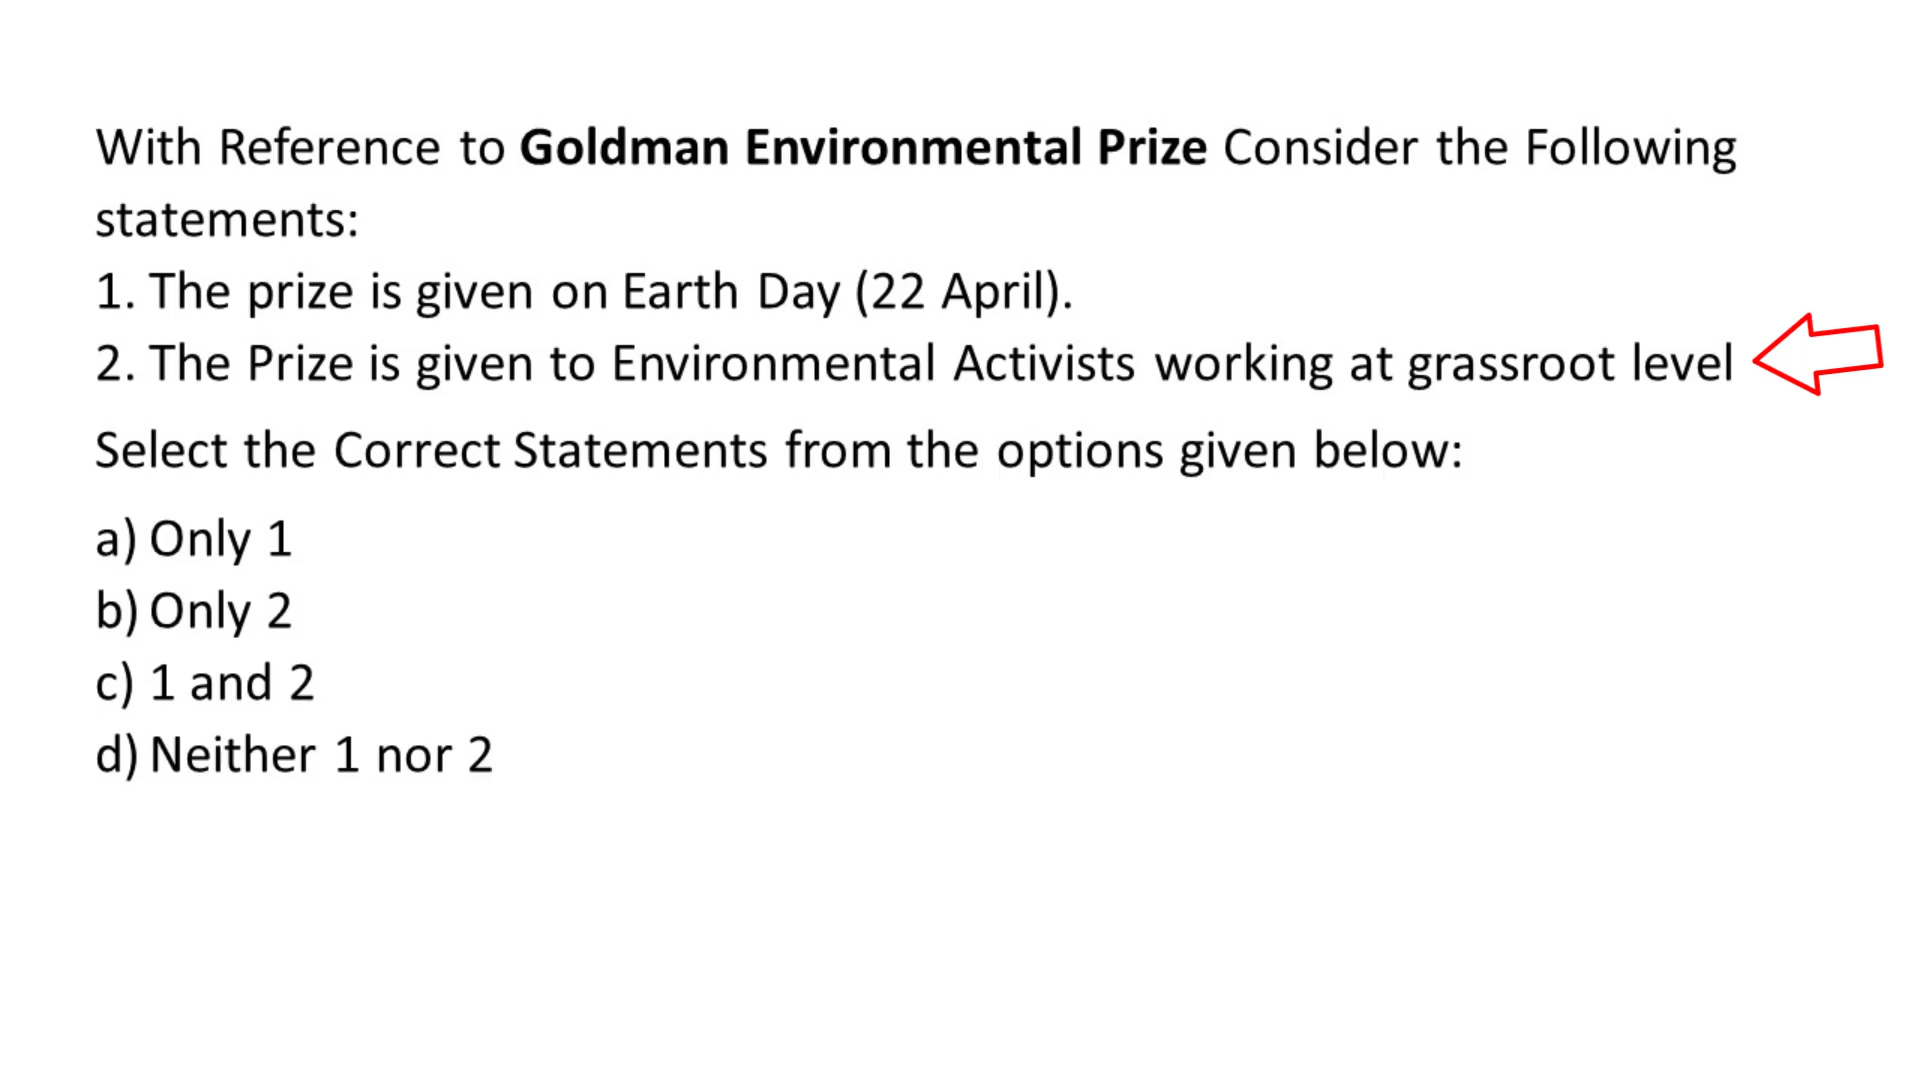 With Reference to Goldman Environmental Prize Consider the Following
statements:
1. The prize is given on Earth Day (22 April).
2. The Prize is given to Environmental Activists working at grassroot level
Select the Correct Statements from the options given below:
a) Only 1
b) Only 2
c) 1 and 2
d) Neither 1 nor 2